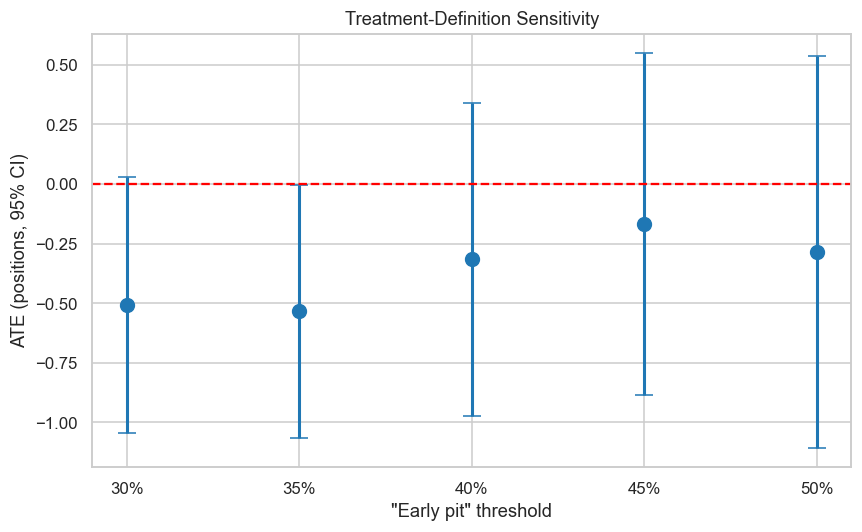 Treatment-Definition Sensitivity
ATE (positions, 95% CI)
0.50
0.25
0.00
−0.25
−0.50
−0.75
−1.00
30% 35% 40% 45% 50%
"Early pit" threshold